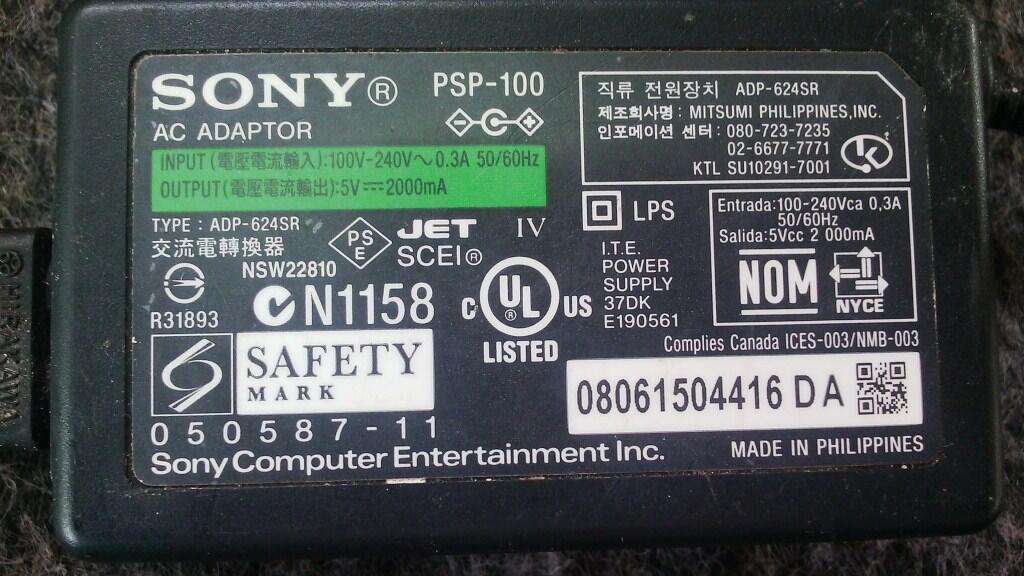 SONY® PSP-100
AC ADAPTOR
INPUT (電壓電流輸入):100V-240V~ 0.3A 50/60Hz
OUTPUT (電壓電流輸出):5V⎓2000mA
TYPE : ADP-624SR
交流電轉換器
PS
E
JET
SCEI®
IV
NSW22810
R31893
N1158
SAFETY
MARK
050587-11
Sony Computer Entertainment Inc.
C UL® US
LISTED
직류 전원장치 ADP-624SR
제조회사명 : MITSUMI PHILIPPINES,INC.
인포메이션 센터 : 080-723-7235
02-6677-7771
KTL SU10291-7001
LPS
I.T.E.
POWER
SUPPLY
37DK
E190561
Entrada:100-240Vca 0,3A
50/60Hz
Salida:5Vcc 2 000mA
NOM
NYCE
Complies Canada ICES-003/NMB-003
08061504416 DA
MADE IN PHILIPPINES